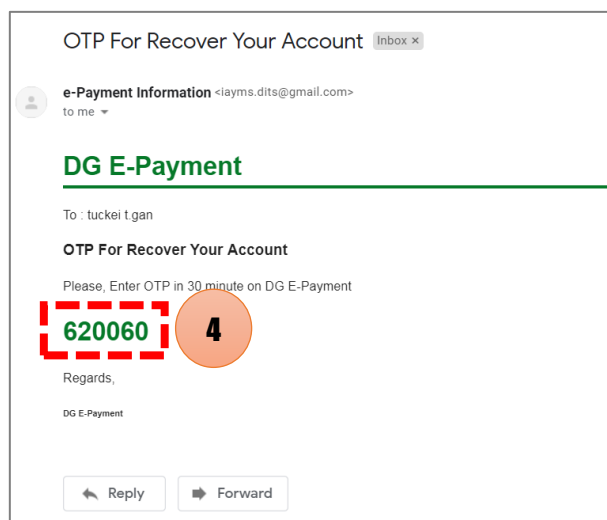 OTP For Recover Your Account Inbox ×
e-Payment Information <iayms.dits@gmail.com>
to me
DG E-Payment
To : tuckei t.gan
OTP For Recover Your Account
Please, Enter OTP in 30 minute on DG E-Payment
620060
4
Regards,
DG E-Payment
Reply Forward